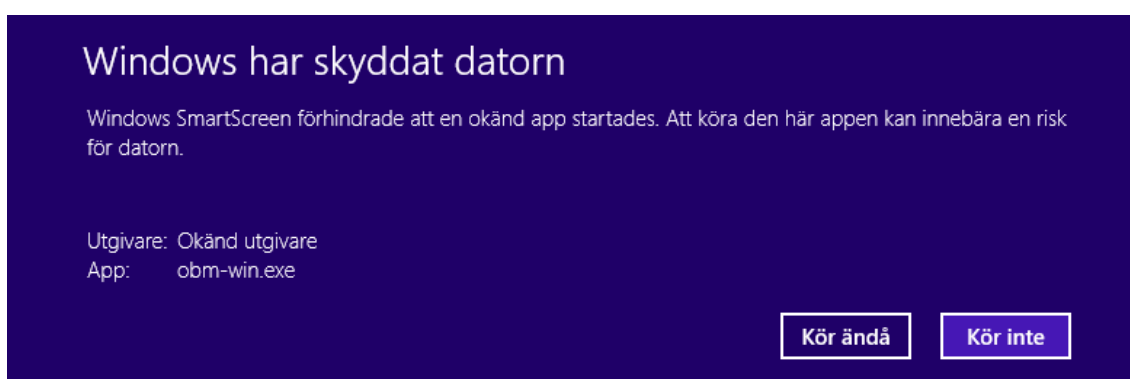 Windows har skyddat datorn
Windows SmartScreen förhindrade att en okänd app startades. Att köra den här appen kan innebära en risk
för datorn.
Utgivare: Okänd utgivare
App: obm-win.exe
Kör ändå Kör inte